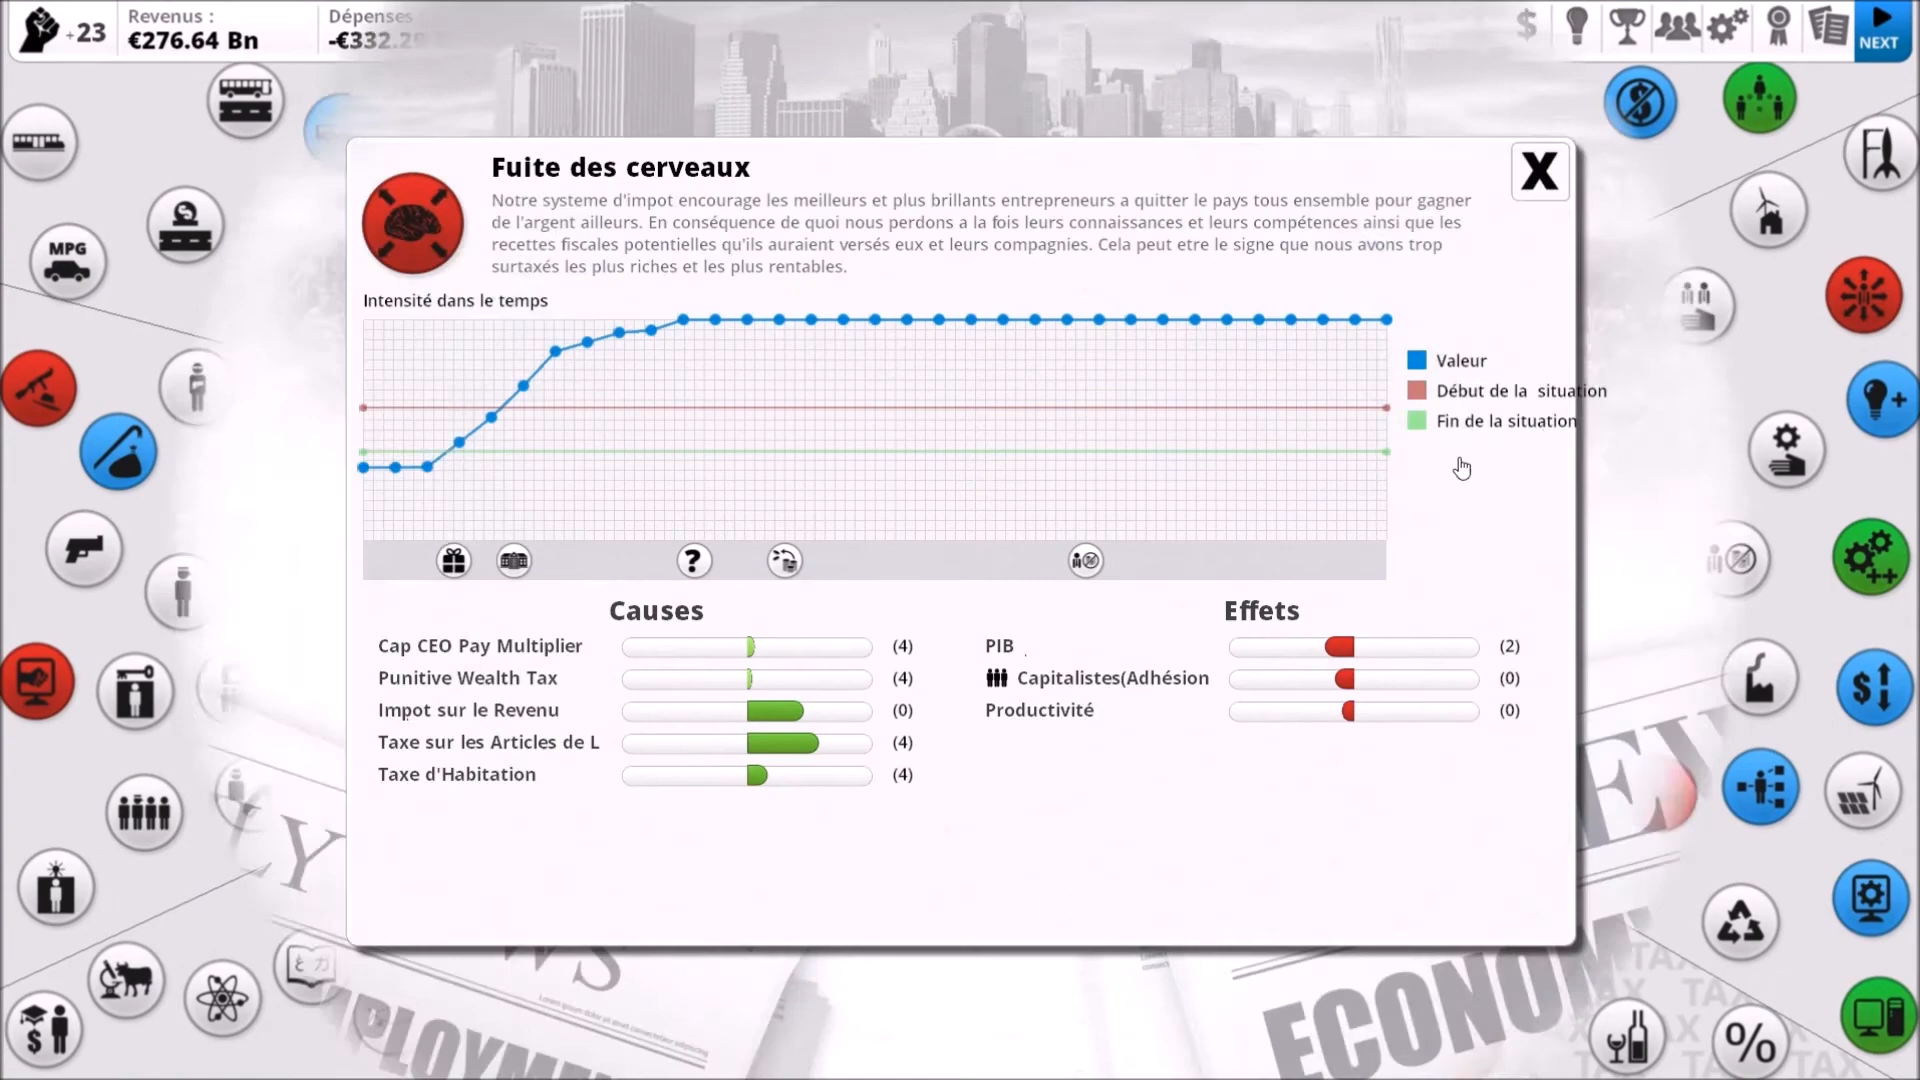 +23
Revenus :
€276.64 Bn
Dépenses
-€332.29
NEXT
MPG
Fuite des cerveaux
X
Notre systeme d'impot encourage les meilleurs et plus brillants entrepreneurs a quitter le pays tous ensemble pour gagner
de l'argent ailleurs. En conséquence de quoi nous perdons a la fois leurs connaissances et leurs compétences ainsi que les
recettes fiscales potentielles qu'ils auraient versés eux et leurs compagnies. Cela peut etre le signe que nous avons trop
surtaxés les plus riches et les plus rentables.
Intensité dans le temps
Valeur
Début de la situation
Fin de la situation
?
Causes
Cap CEO Pay Multiplier (4)
Punitive Wealth Tax (4)
Impot sur le Revenu (0)
Taxe sur les Articles de L (4)
Taxe d'Habitation (4)
Effets
PIB (2)
Capitalistes(Adhésion (0)
Productivité (0)
ECONOM
TAX
TAX
TAX
%